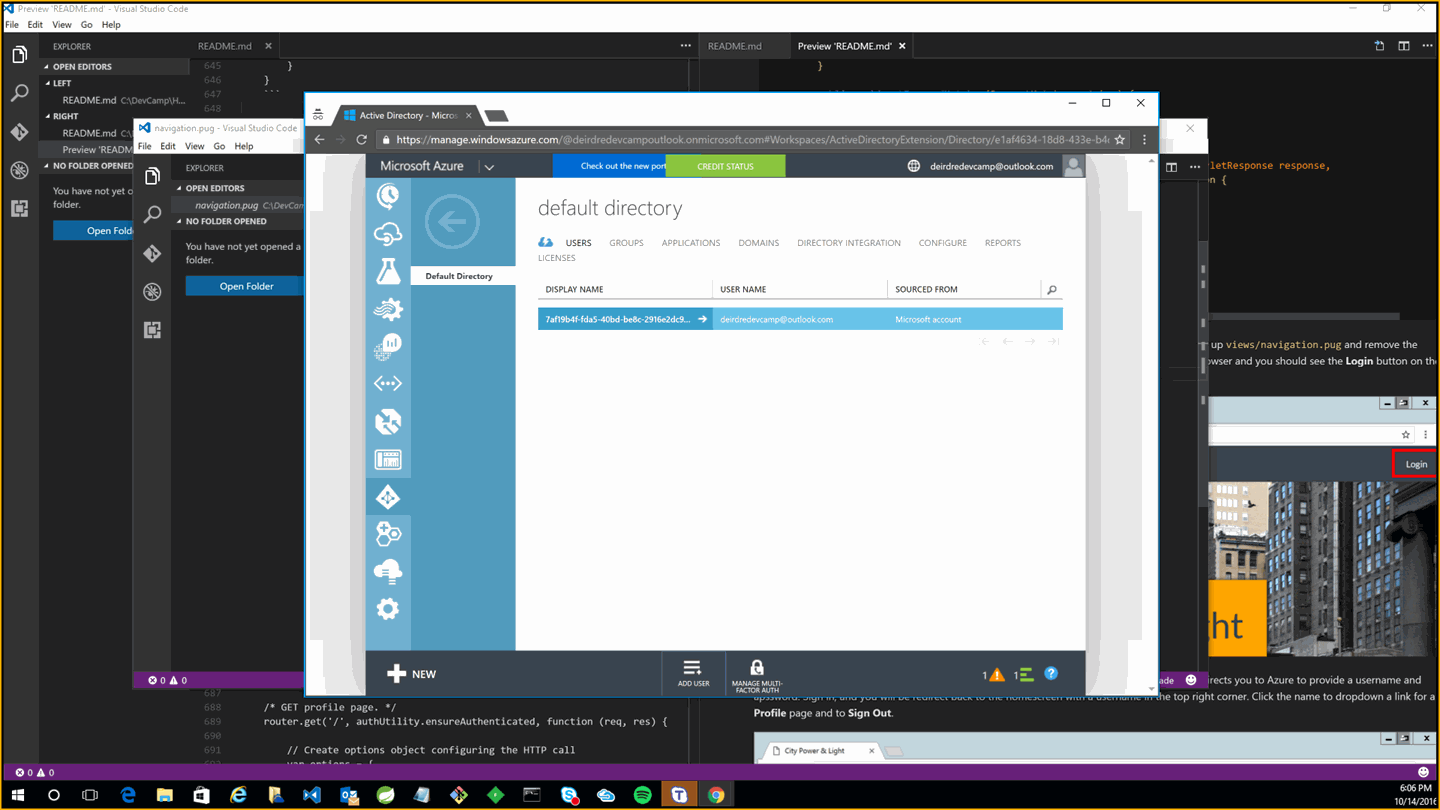 Preview 'README.md' - Visual Studio Code
File Edit View Go Help
EXPLORER
OPEN EDITORS
LEFT
README.md C:\DevCamp\H...
RIGHT
README.md
Preview 'READM
NO FOLDER OPENED
You have not yet o
folder.
Open Fold
README.md
645 }
646 }
647 ```
648
README.md
Preview 'README.md'
}
navigation.pug - Visual Studio Code
File Edit View Go Help
EXPLORER
OPEN EDITORS
navigation.pug C:\DevCam
NO FOLDER OPENED
You have not yet opened a
folder.
Open Folder
0 0
Active Directory - Micros
https://manage.windowsazure.com/@deirdredevcampoutlook.onmicrosoft.com#Workspaces/ActiveDirectoryExtension/Directory/e1af4634-18d8-433e-b4
Microsoft Azure
Check out the new port
CREDIT STATUS
deirdredevcamp@outlook.com
Default Directory
default directory
USERS GROUPS APPLICATIONS DOMAINS DIRECTORY INTEGRATION CONFIGURE REPORTS
LICENSES
DISPLAY NAME USER NAME SOURCED FROM
7af19b4f-fda5-40bd-be8c-2916e2dc9... deirdredevcamp@outlook.com Microsoft account
NEW
ADD USER
MANAGE MULTI-
FACTOR AUTH
1 1
letResponse response,
n {
up views/navigation.pug and remove the
owser and you should see the Login button on the
Login
ght
ade
irects you to Azure to provide a username and
apssword. Sign in, and you will be redirect back to the homescreen with a username in the top right corner. Click the name to dropdown a link for a
Profile page and to Sign Out.
City Power & Light
687
688 /* GET profile page. */
689 router.get('/', authUtility.ensureAuthenticated, function (req, res) {
690
691 // Create options object configuring the HTTP call
692 var options = {
0 0
6:06 PM
10/14/2016